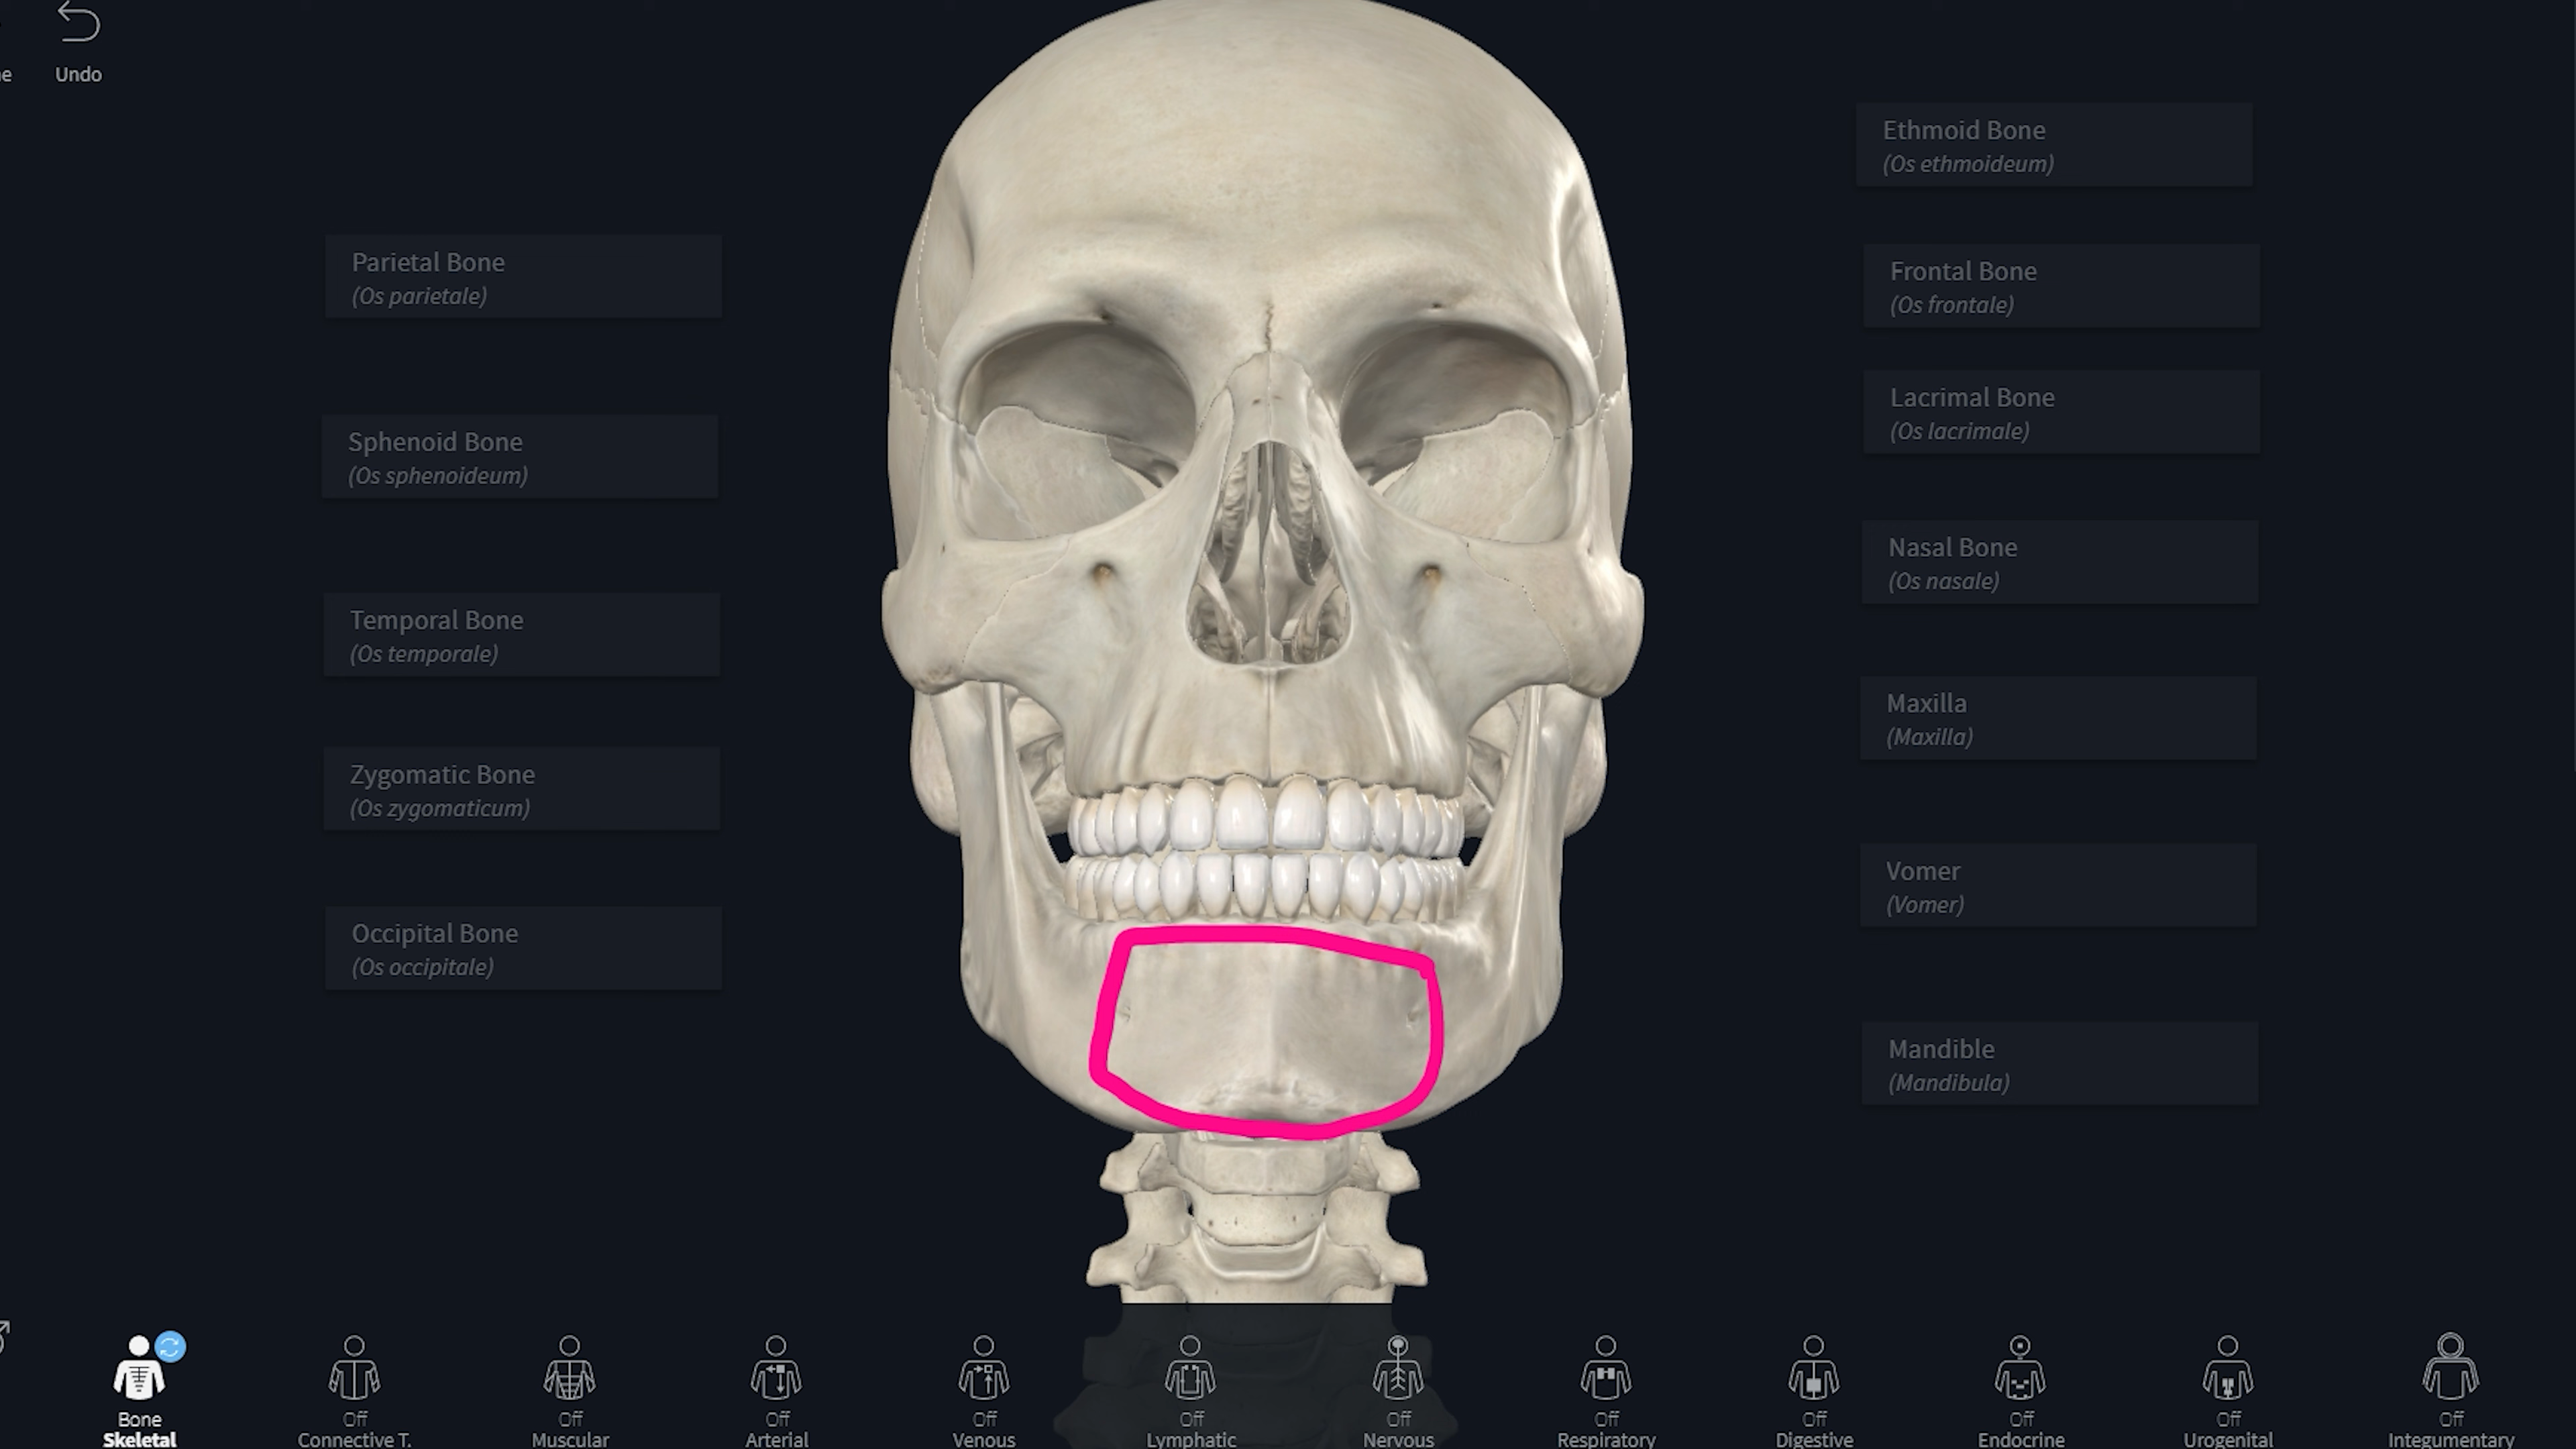 Undo
Parietal Bone
(Os parietale)
Sphenoid Bone
(Os sphenoideum)
Temporal Bone
(Os temporale)
Zygomatic Bone
(Os zygomaticum)
Occipital Bone
(Os occipitale)
Ethmoid Bone
(Os ethmoideum)
Frontal Bone
(Os frontale)
Lacrimal Bone
(Os lacrimale)
Nasal Bone
(Os nasale)
Maxilla
(Maxilla)
Vomer
(Vomer)
Mandible
(Mandibula)
Bone
Skeletal
Off
Connective T.
Off
Muscular
Off
Arterial
Off
Venous
Off
Lymphatic
Off
Nervous
Off
Respiratory
Off
Digestive
Off
Endocrine
Off
Urogenital
Off
Integumentary